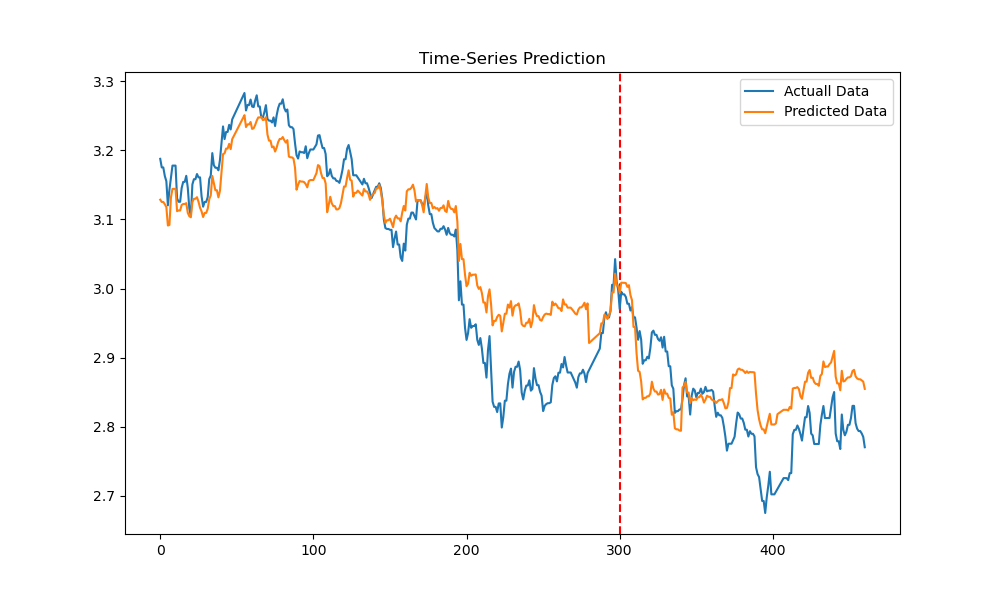 Time-Series Prediction
Actuall Data
Predicted Data
3.3
3.2
3.1
3.0
2.9
2.8
2.7
0 100 200 300 400